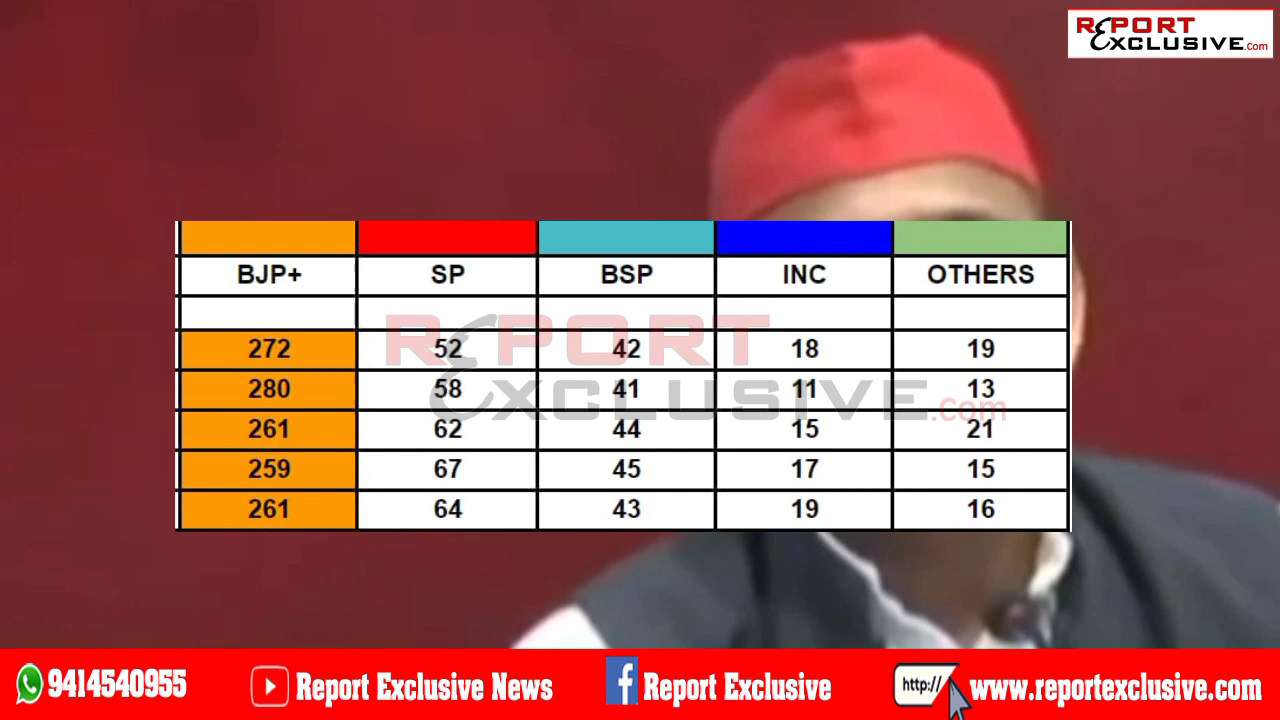 REPORT
EXCLUSIVE.com
BJP+ SP BSP INC OTHERS
272 52 42 18 19
280 58 41 11 13
261 62 44 15 21
259 67 45 17 15
261 64 43 19 16
REPORT
EXCLUSIVE.com
9414540955 Report Exclusive News f Report Exclusive http:// www.reportexclusive.com